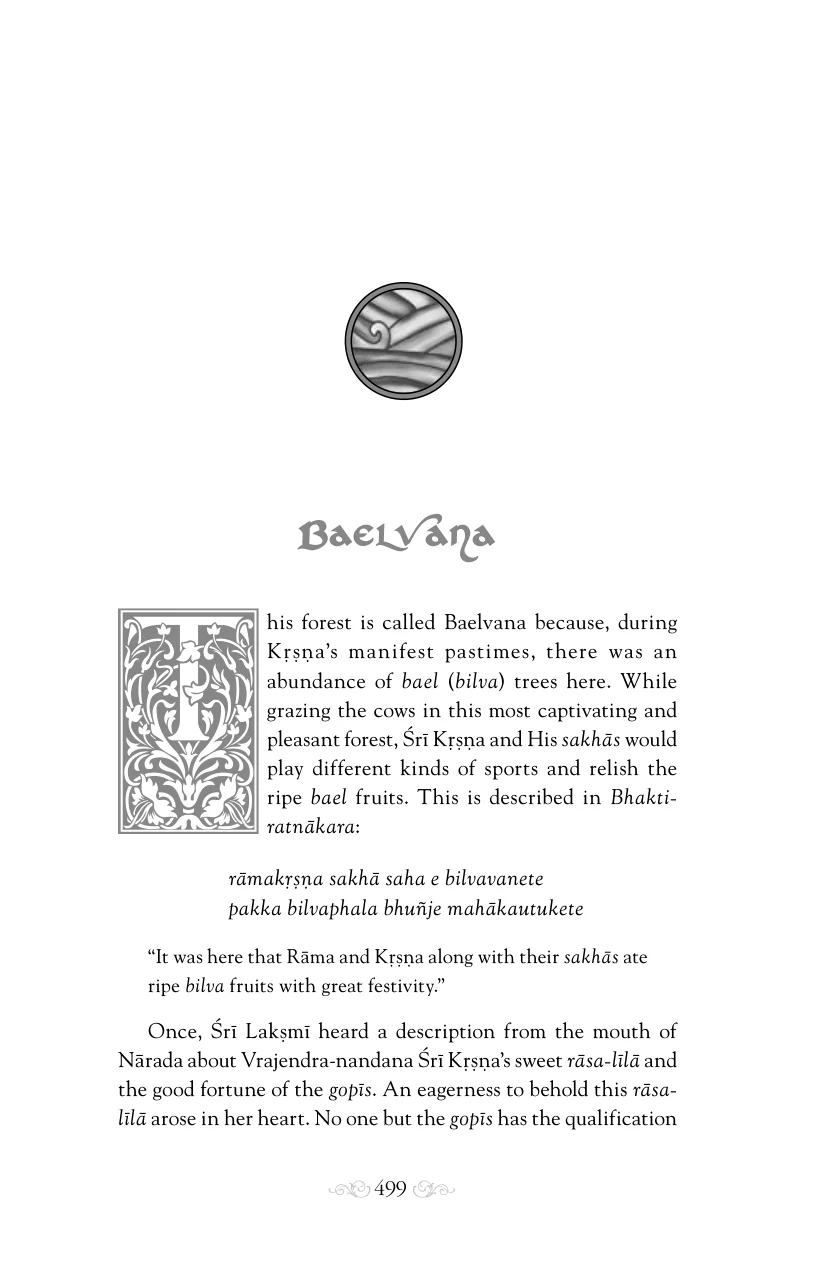 Baelvana
This forest is called Baelvana because, during
Kṛṣṇa’s manifest pastimes, there was an
abundance of bael (bilva) trees here. While
grazing the cows in this most captivating and
pleasant forest, Śrī Kṛṣṇa and His sakhās would
play different kinds of sports and relish the
ripe bael fruits. This is described in Bhakti-
ratnākara:
rāmakṛṣṇa sakhā saha e bilvavanete
pakka bilvaphala bhuñje mahākautukete
“It was here that Rāma and Kṛṣṇa along with their sakhās ate
ripe bilva fruits with great festivity.”
Once, Śrī Lakṣmī heard a description from the mouth of
Nārada about Vrajendra-nandana Śrī Kṛṣṇa’s sweet rāsa-līlā and
the good fortune of the gopīs. An eagerness to behold this rāsa-
līlā arose in her heart. No one but the gopīs has the qualification
499